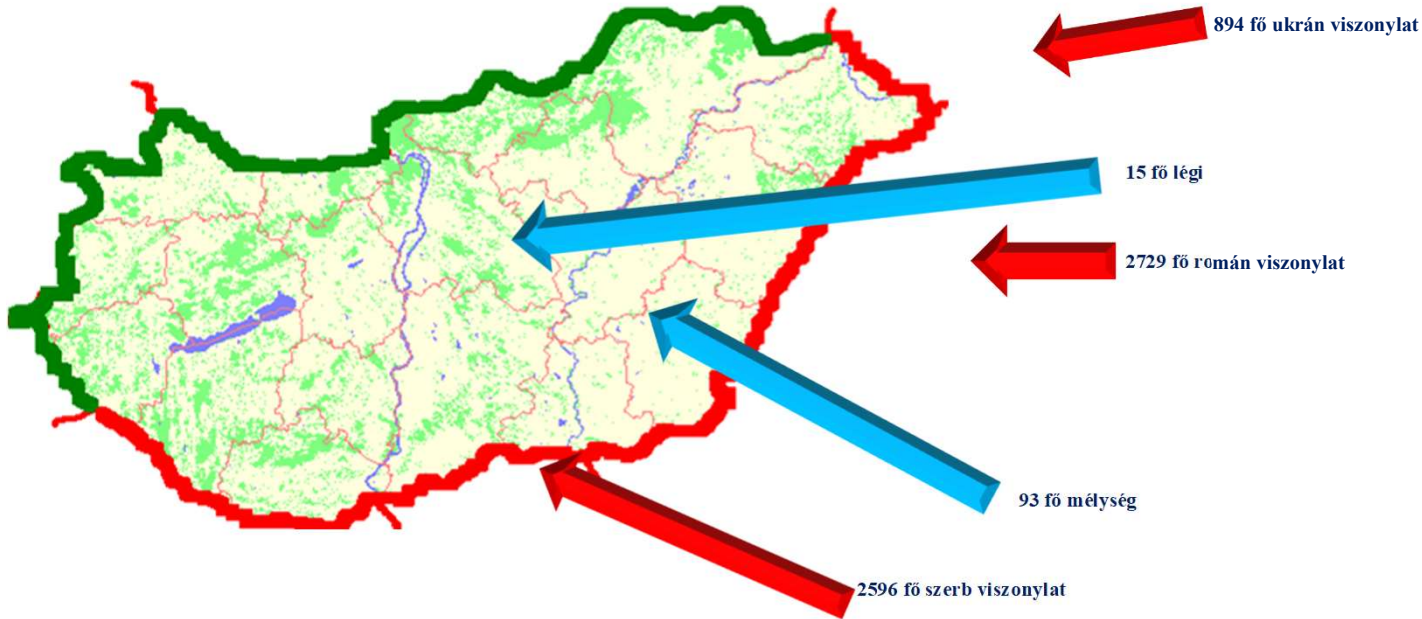 894 fő ukrán viszonylat
15 fő légi
2729 fő román viszonylat
93 fő mélység
2596 fő szerb viszonylat